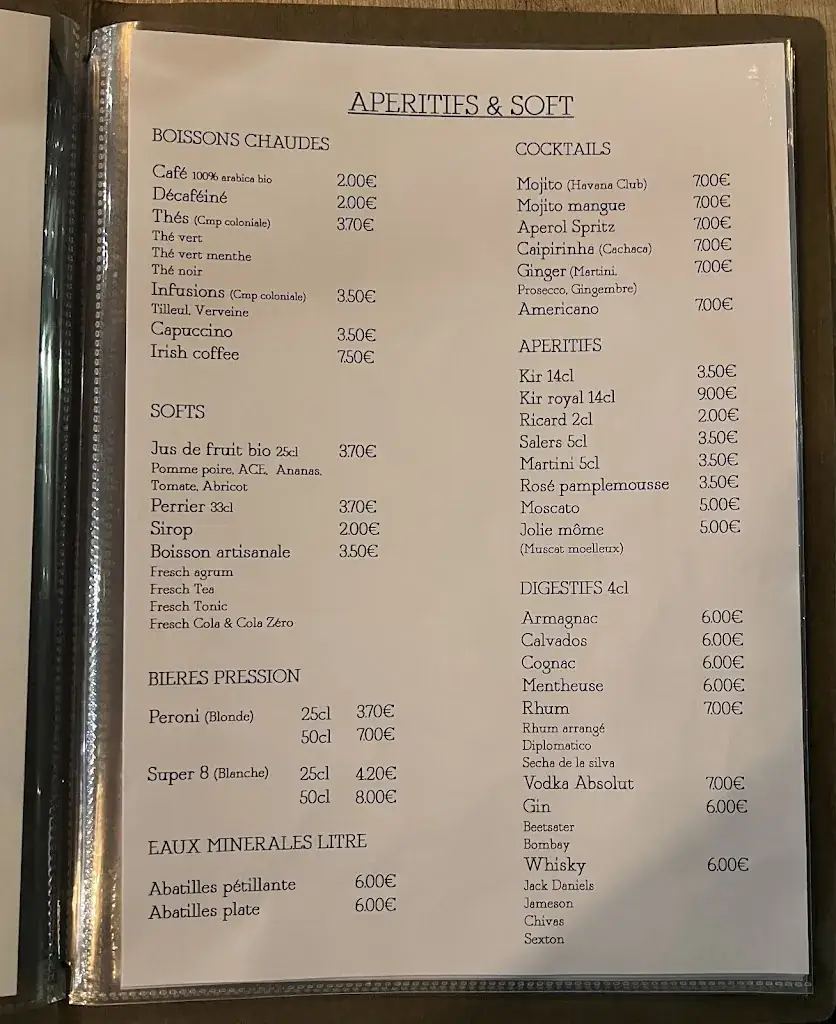 APERITIFS & SOFT
BOISSONS CHAUDES
Café 100% arabica bio 2.00€
Décaféiné 2.00€
Thés (Cmp coloniale) 3.70€
Thé vert
Thé vert menthe
Thé noir
Infusions (Cmp coloniale) 3.50€
Tilleul, Verveine
Capuccino 3.50€
Irish coffee 7.50€
SOFTS
Jus de fruit bio 25cl 3.70€
Pomme poire, ACE, Ananas,
Tomate, Abricot
Perrier 33cl 3.70€
Sirop 2.00€
Boisson artisanale 3.50€
Fresch agrum
Fresch Tea
Fresch Tonic
Fresch Cola & Cola Zéro
BIERES PRESSION
Peroni (Blonde) 25cl 3.70€
50cl 7.00€
Super 8 (Blanche) 25cl 4.20€
50cl 8.00€
EAUX MINERALES LITRE
Abatilles pétillante 6.00€
Abatilles plate 6.00€
COCKTAILS
Mojito (Havana Club) 7.00€
Mojito mangue 7.00€
Aperol Spritz 7.00€
Caipirinha (Cachaca) 7.00€
Ginger (Martini, 7.00€
Prosecco, Gingembre)
Americano 7.00€
APERITIFS
Kir 14cl 3.50€
Kir royal 14cl 9.00€
Ricard 2cl 2.00€
Salers 5cl 3.50€
Martini 5cl 3.50€
Rosé pamplemousse 3.50€
Moscato 5.00€
Jolie môme 5.00€
(Muscat moelleux)
DIGESTIFS 4cl
Armagnac 6.00€
Calvados 6.00€
Cognac 6.00€
Mentheuse 6.00€
Rhum 7.00€
Rhum arrangé
Diplomatico
Secha de la silva
Vodka Absolut 7.00€
Gin 6.00€
Beetsater
Bombay
Whisky 6.00€
Jack Daniels
Jameson
Chivas
Sexton